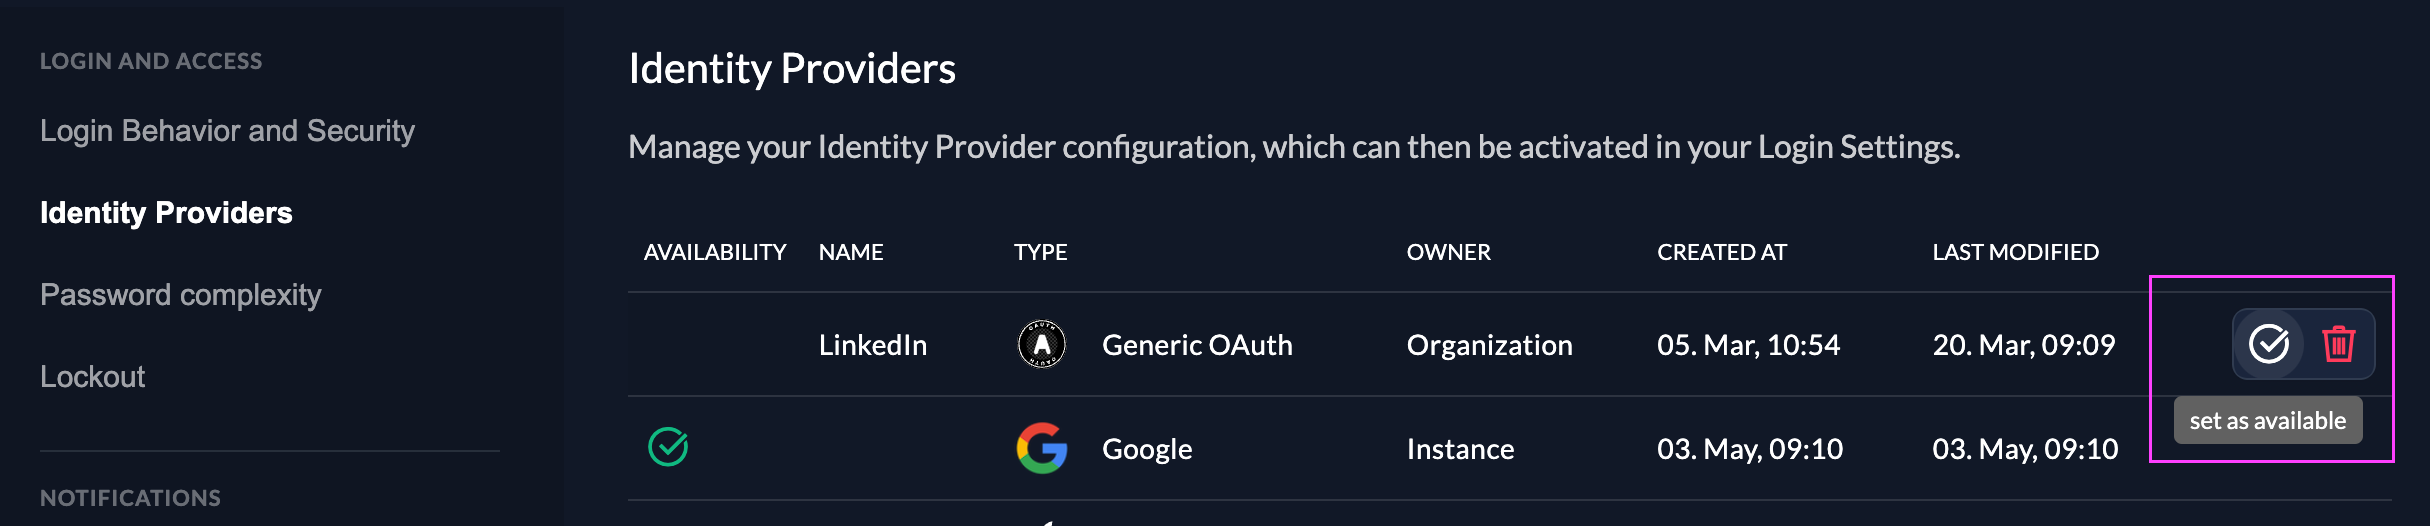 LOGIN AND ACCESS
Login Behavior and Security
Identity Providers
Password complexity
Lockout
NOTIFICATIONS
Identity Providers
Manage your Identity Provider configuration, which can then be activated in your Login Settings.
AVAILABILITY NAME TYPE OWNER CREATED AT LAST MODIFIED
LinkedIn Generic OAuth Organization 05. Mar, 10:54 20. Mar, 09:09
set as available
Google Instance 03. May, 09:10 03. May, 09:10